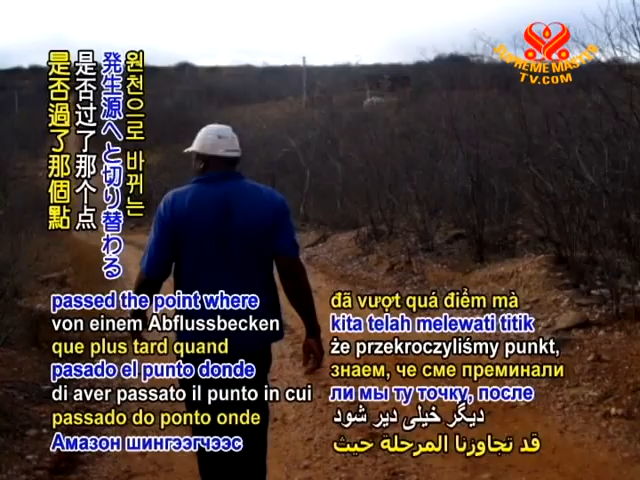 SUPREME MASTER
TV.COM
是否過了那個點
是否过了那个点
発生源へと切り替わる
원천으로 바뀌는
passed the point where
von einem Abflussbecken
que plus tard quand
pasado el punto donde
di aver passato il punto in cui
passado do ponto onde
Амазон шингээгчээс
đã vượt quá điểm mà
kita telah melewati titik
że przekroczyliśmy punkt,
знаем, че сме преминали
ли мы ту точку, после
دیگر خیلی دیر شود
قد تجاوزنا المرحلة حيث